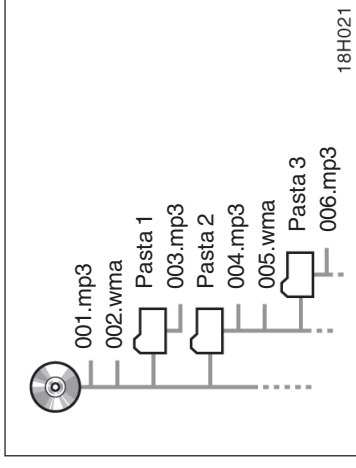 001.mp3
002.wma
Pasta 1
003.mp3
Pasta 2
004.mp3
005.wma
Pasta 3
006.mp3
18H021